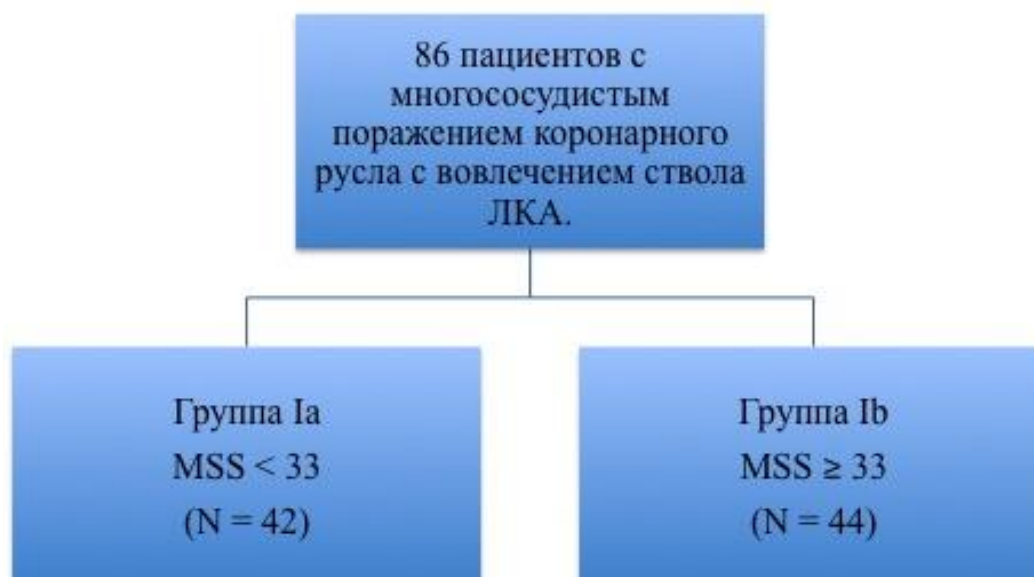 86 пациентов с
многососудистым
поражением коронарного
русла с вовлечением ствола
ЛКА.
Группа Ia
MSS < 33
(N = 42)
Группа Ib
MSS ≥ 33
(N = 44)